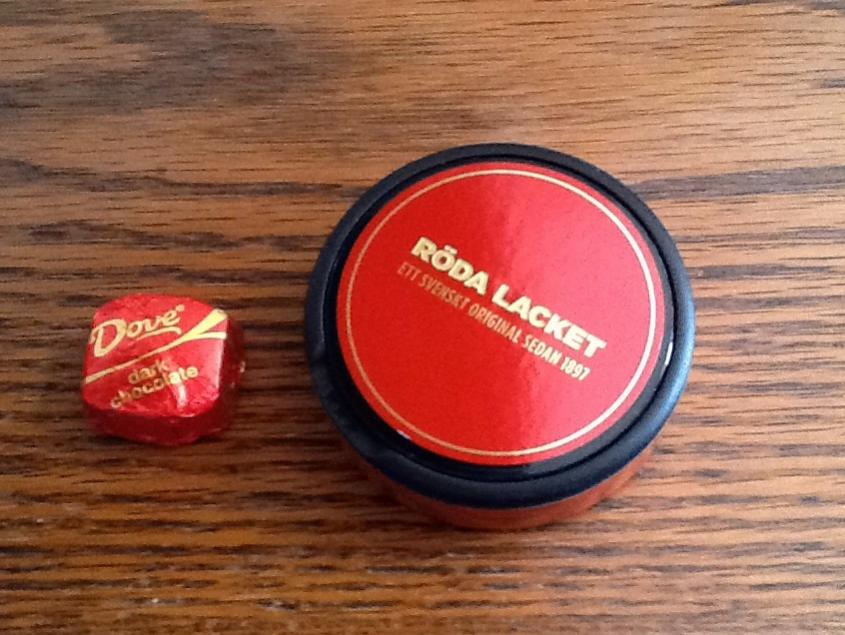 Dove®
dark
chocolate
RÖDA LACKET
ETT SVENSKT ORIGINAL SEDAN 1897